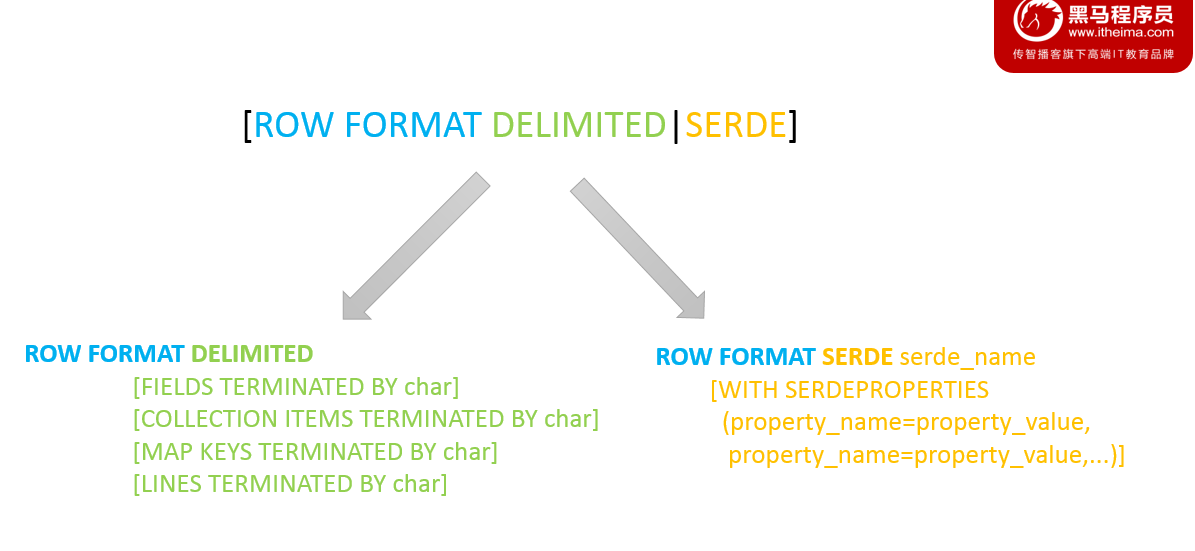 黑马程序员
www.itheima.com
传智播客旗下高端IT教育品牌
[ROW FORMAT DELIMITED|SERDE]
ROW FORMAT DELIMITED
[FIELDS TERMINATED BY char]
[COLLECTION ITEMS TERMINATED BY char]
[MAP KEYS TERMINATED BY char]
[LINES TERMINATED BY char]
ROW FORMAT SERDE serde_name
[WITH SERDEPROPERTIES
(property_name=property_value,
property_name=property_value,...)]